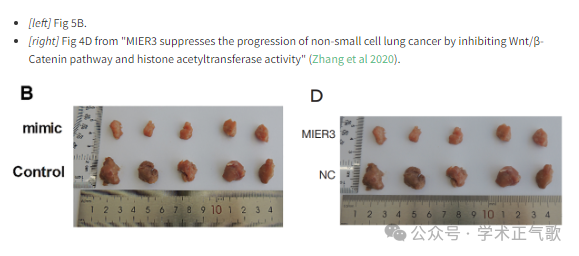 [left] Fig 5B.
[right] Fig 4D from "MIER3 suppresses the progression of non-small cell lung cancer by inhibiting Wnt/β-
Catenin pathway and histone acetyltransferase activity" (Zhang et al 2020).
B
mimic
Control
1 2 3 4 5 6 7 8 9 10 1 2 3 4
D
MIER3
NC
1 2 3 4 5 6 7 8 9 10 1 2 3 4
公众号 · 学术正气歌